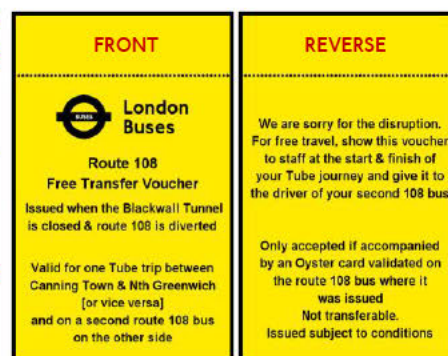 FRONT
BUSES
London
Buses
Route 108
Free Transfer Voucher
Issued when the Blackwall Tunnel
is closed & route 108 is diverted
Valid for one Tube trip between
Canning Town & Nth Greenwich
[or vice versa]
and on a second route 108 bus
on the other side
REVERSE
We are sorry for the disruption.
For free travel, show this voucher
to staff at the start & finish of
your Tube journey and give it to
the driver of your second 108 bus
Only accepted if accompanied
by an Oyster card validated on
the route 108 bus where it
was issued
Not transferable.
Issued subject to conditions